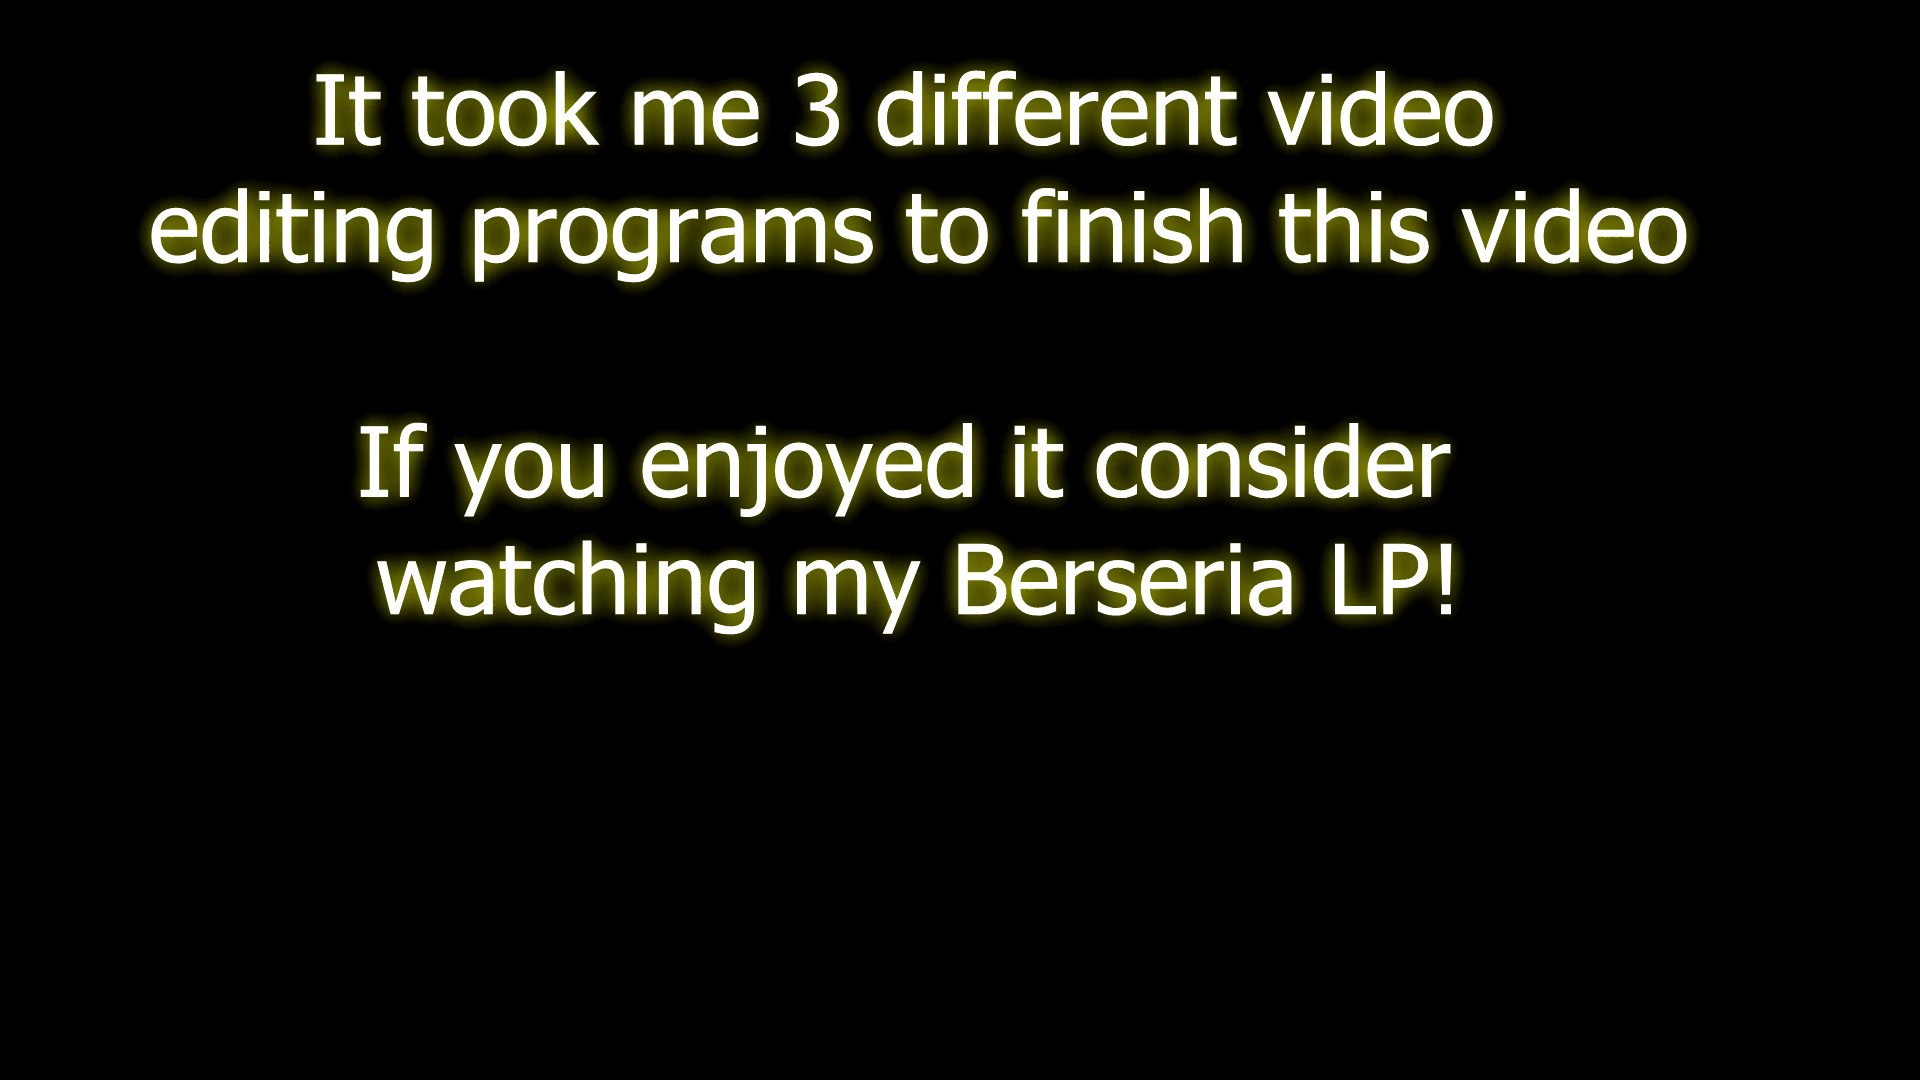 It took me 3 different video
editing programs to finish this video
If you enjoyed it consider
watching my Berseria LP!